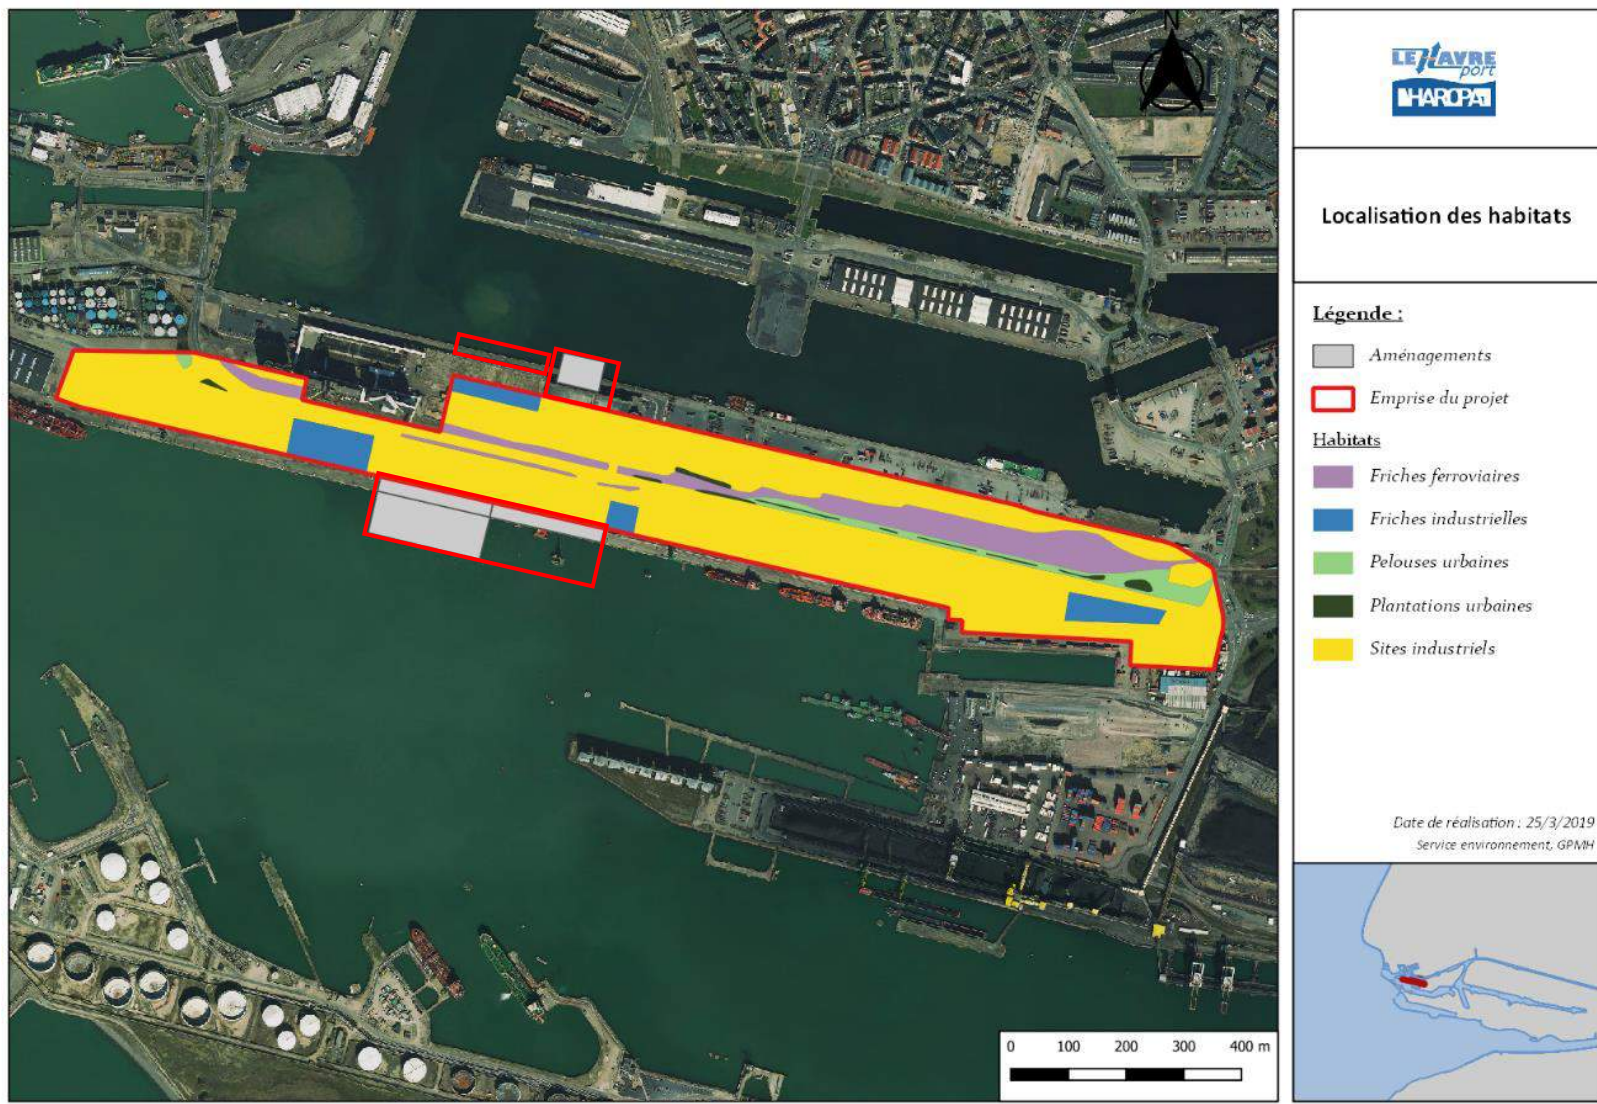 N
LE HAVRE
port
HAROPA
Localisation des habitats
Légende :
Aménagements
Emprise du projet
Habitats
Friches ferroviaires
Friches industrielles
Pelouses urbaines
Plantations urbaines
Sites industriels
Date de réalisation : 25/3/2019
Service environnement, GPMH
0 100 200 300 400 m